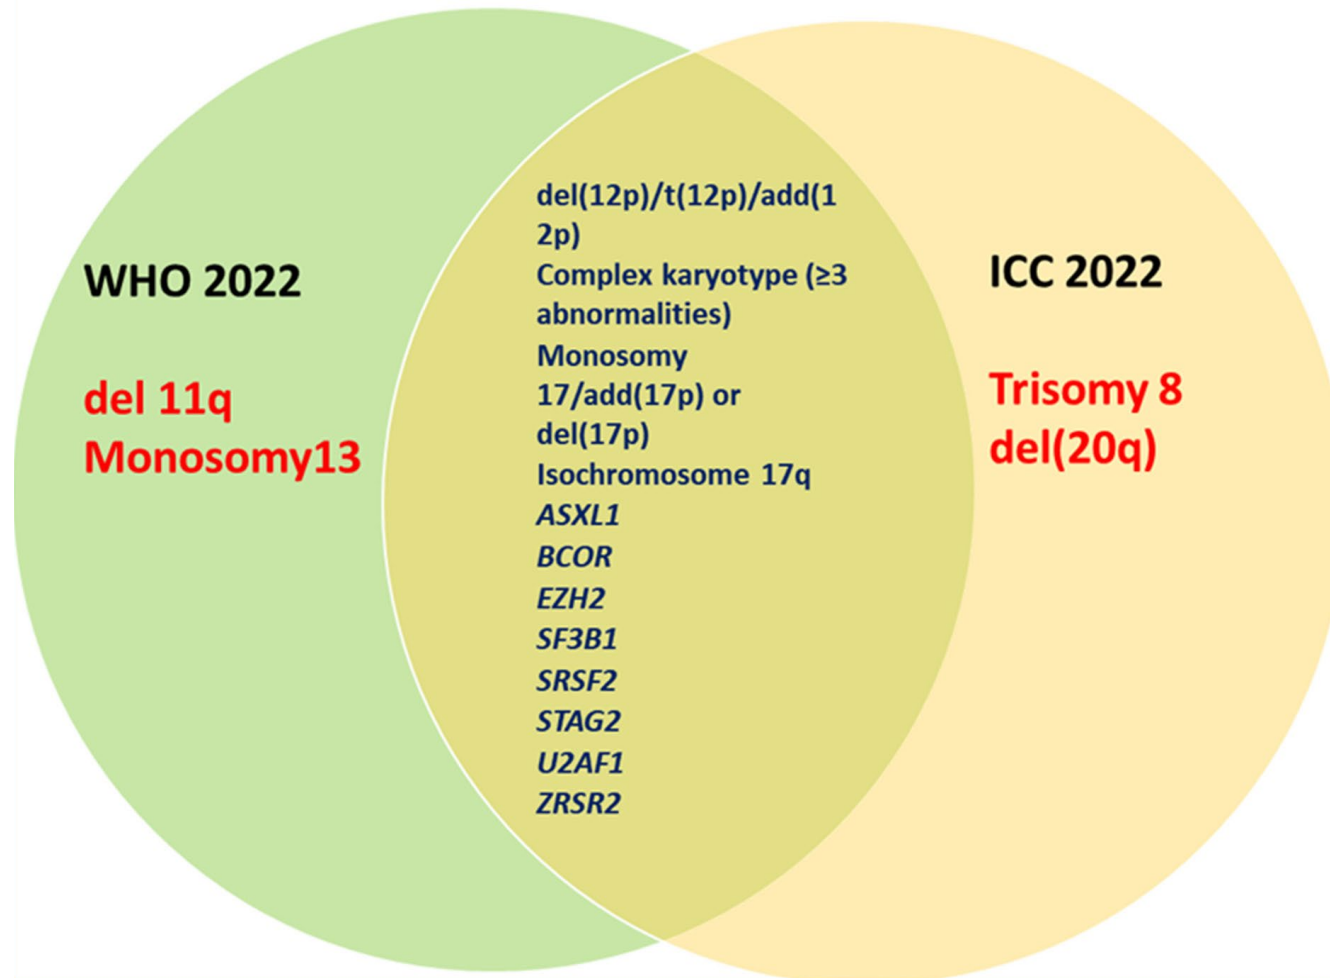 WHO 2022
del 11q
Monosomy13
del(12p)/t(12p)/add(1
2p)
Complex karyotype (≥3
abnormalities)
Monosomy
17/add(17p) or
del(17p)
Isochromosome 17q
ASXL1
BCOR
EZH2
SF3B1
SRSF2
STAG2
U2AF1
ZRSR2
ICC 2022
Trisomy 8
del(20q)